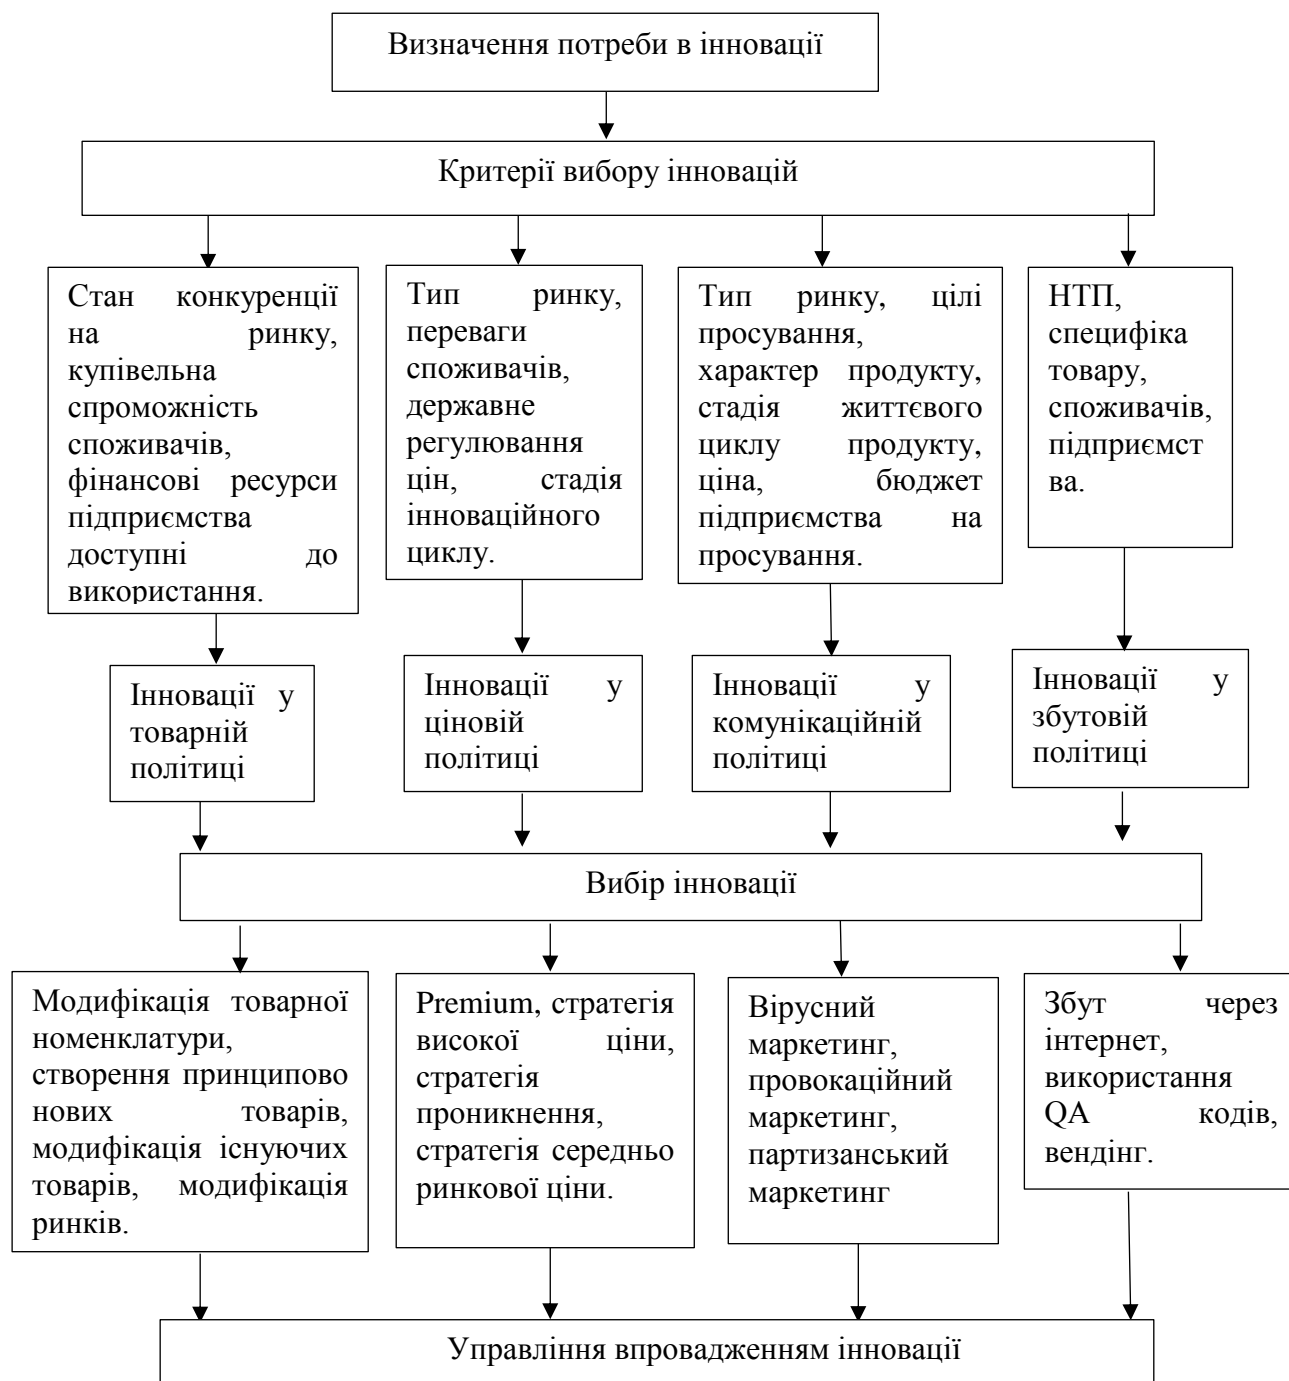 Визначення потреби в інновації
Критерії вибору інновацій
Стан конкуренції
на ринку,
купівельна
спроможність
споживачів,
фінансові ресурси
підприємства
доступні до
використання.
Тип ринку,
переваги
споживачів,
державне
регулювання
цін, стадія
інноваційного
циклу.
Тип ринку, цілі
просування,
характер продукту,
стадія життєвого
циклу продукту,
ціна, бюджет
підприємства на
просування.
НТП,
специфіка
товару,
споживачів,
підприємст
ва.
Інновації у
товарній
політиці
Інновації у
ціновій
політиці
Інновації у
комунікаційній
політиці
Інновації у
збутовій
політиці
Вибір інновації
Модифікація товарної
номенклатури,
створення принципово
нових товарів,
модифікація існуючих
товарів, модифікація
ринків.
Premium, стратегія
високої ціни,
стратегія
проникнення,
стратегія середньо
ринкової ціни.
Вірусний
маркетинг,
провокаційний
маркетинг,
партизанський
маркетинг
Збут через
інтернет,
використання
QA кодів,
вендінг.
Управління впровадженням інновації